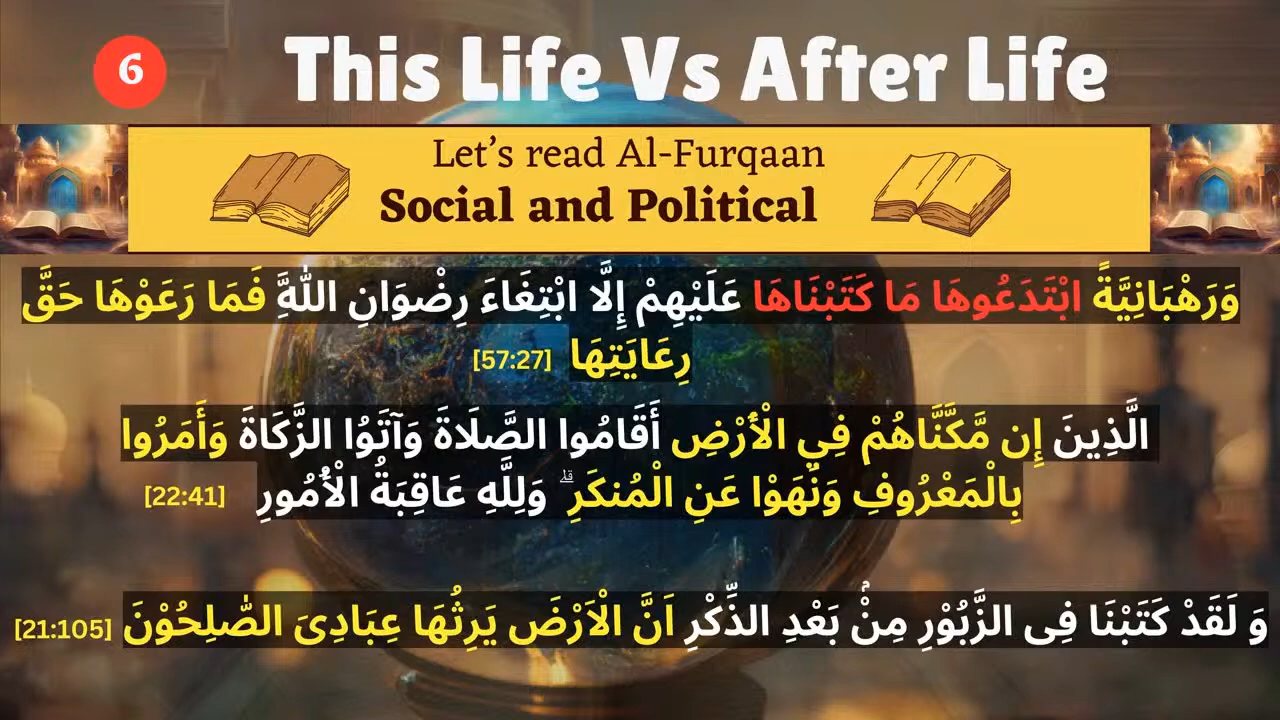 6
This Life Vs After Life
Let's read Al-Furqaan
Social and Political
وَرَهْبَانِيَّةً ابْتَدَعُوهَا مَا كَتَبْنَاهَا عَلَيْهِمْ إِلَّا ابْتِغَاءَ رِضْوَانِ اللَّهِ فَمَا رَعَوْهَا حَقَّ
رِعَايَتِهَا [57:27]
الَّذِينَ إِن مَّكَّنَّاهُمْ فِي الْأَرْضِ أَقَامُوا الصَّلَاةَ وَآتَوُا الزَّكَاةَ وَأَمَرُوا
بِالْمَعْرُوفِ وَنَهَوْا عَنِ الْمُنكَرِ ۗ وَلِلَّهِ عَاقِبَةُ الْأُمُورِ [22:41]
وَ لَقَدْ كَتَبْنَا فِى الزَّبُوْرِ مِنْۢ بَعْدِ الذِّكْرِ اَنَّ الْاَرْضَ يَرِثُهَا عِبَادِىَ الصّٰلِحُوْنَ [21:105]